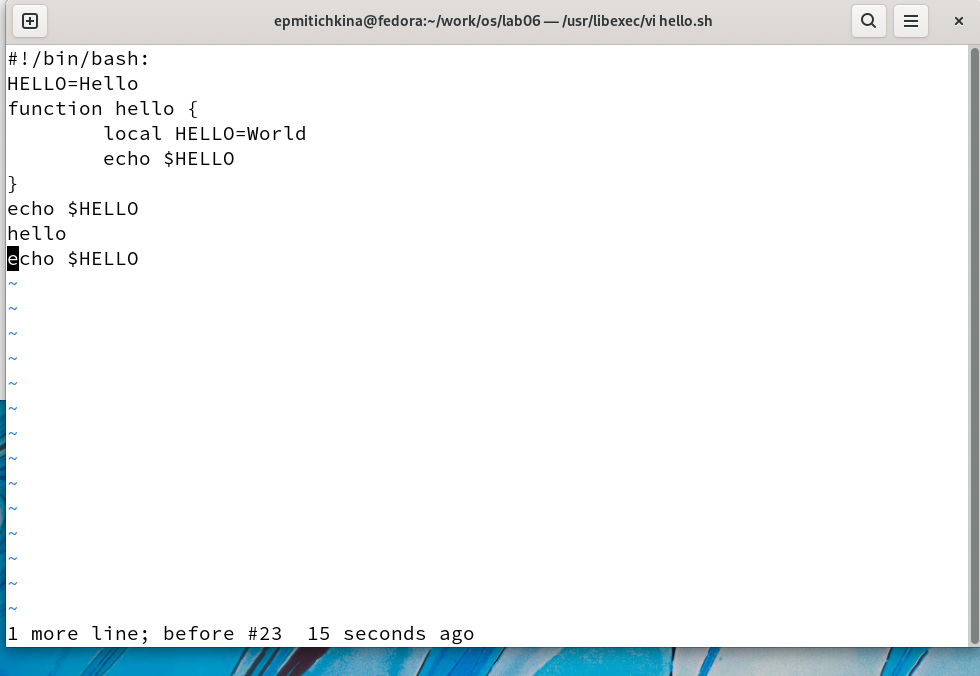 epmitichkina@fedora:~/work/os/lab06 — /usr/libexec/vi hello.sh
#!/bin/bash:
HELLO=Hello
function hello {
        local HELLO=World
        echo $HELLO
}
echo $HELLO
hello
echo $HELLO
~
~
~
~
~
~
~
~
~
~
~
~
~
~
1 more line; before #23  15 seconds ago